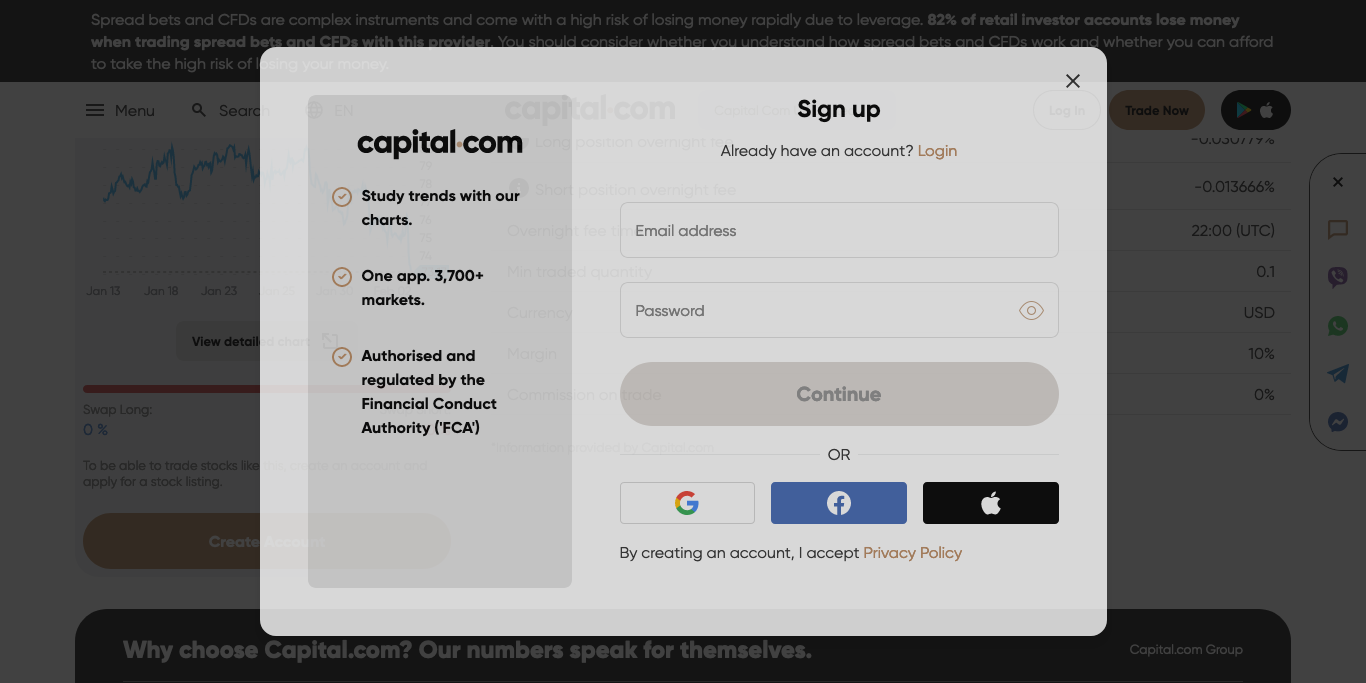 Spread bets and CFDs are complex instruments and come with a high risk of losing money rapidly due to leverage. 82% of retail investor accounts lose money
when trading spread bets and CFDs with this provider. You should consider whether you understand how spread bets and CFDs work and whether you can afford
to take the high risk of losing your money.
Menu
Search
EN
capital.com
Log In
Trade Now
Jan 13
Jan 18
Jan 23
79
78
76
75
74
View detailed chart
Swap Long:
0 %
To be able to trade stocks like
apply for a stock listing.
Create Account
Long position overnight fee
-0.030779%
Short position overnight fee
-0.013666%
Overnight fee time
22:00 (UTC)
Min traded quantity
0.1
Currency
USD
Margin
10%
Commission on trade
0%
*Information provided by Capital.com
capital.com
Study trends with our
charts.
One app. 3,700+
markets.
Authorised and
regulated by the
Financial Conduct
Authority ('FCA')
Sign up
Already have an account? Login
Email address
Password
Continue
OR
By creating an account, I accept Privacy Policy
Why choose Capital.com? Our numbers speak for themselves.
Capital.com Group